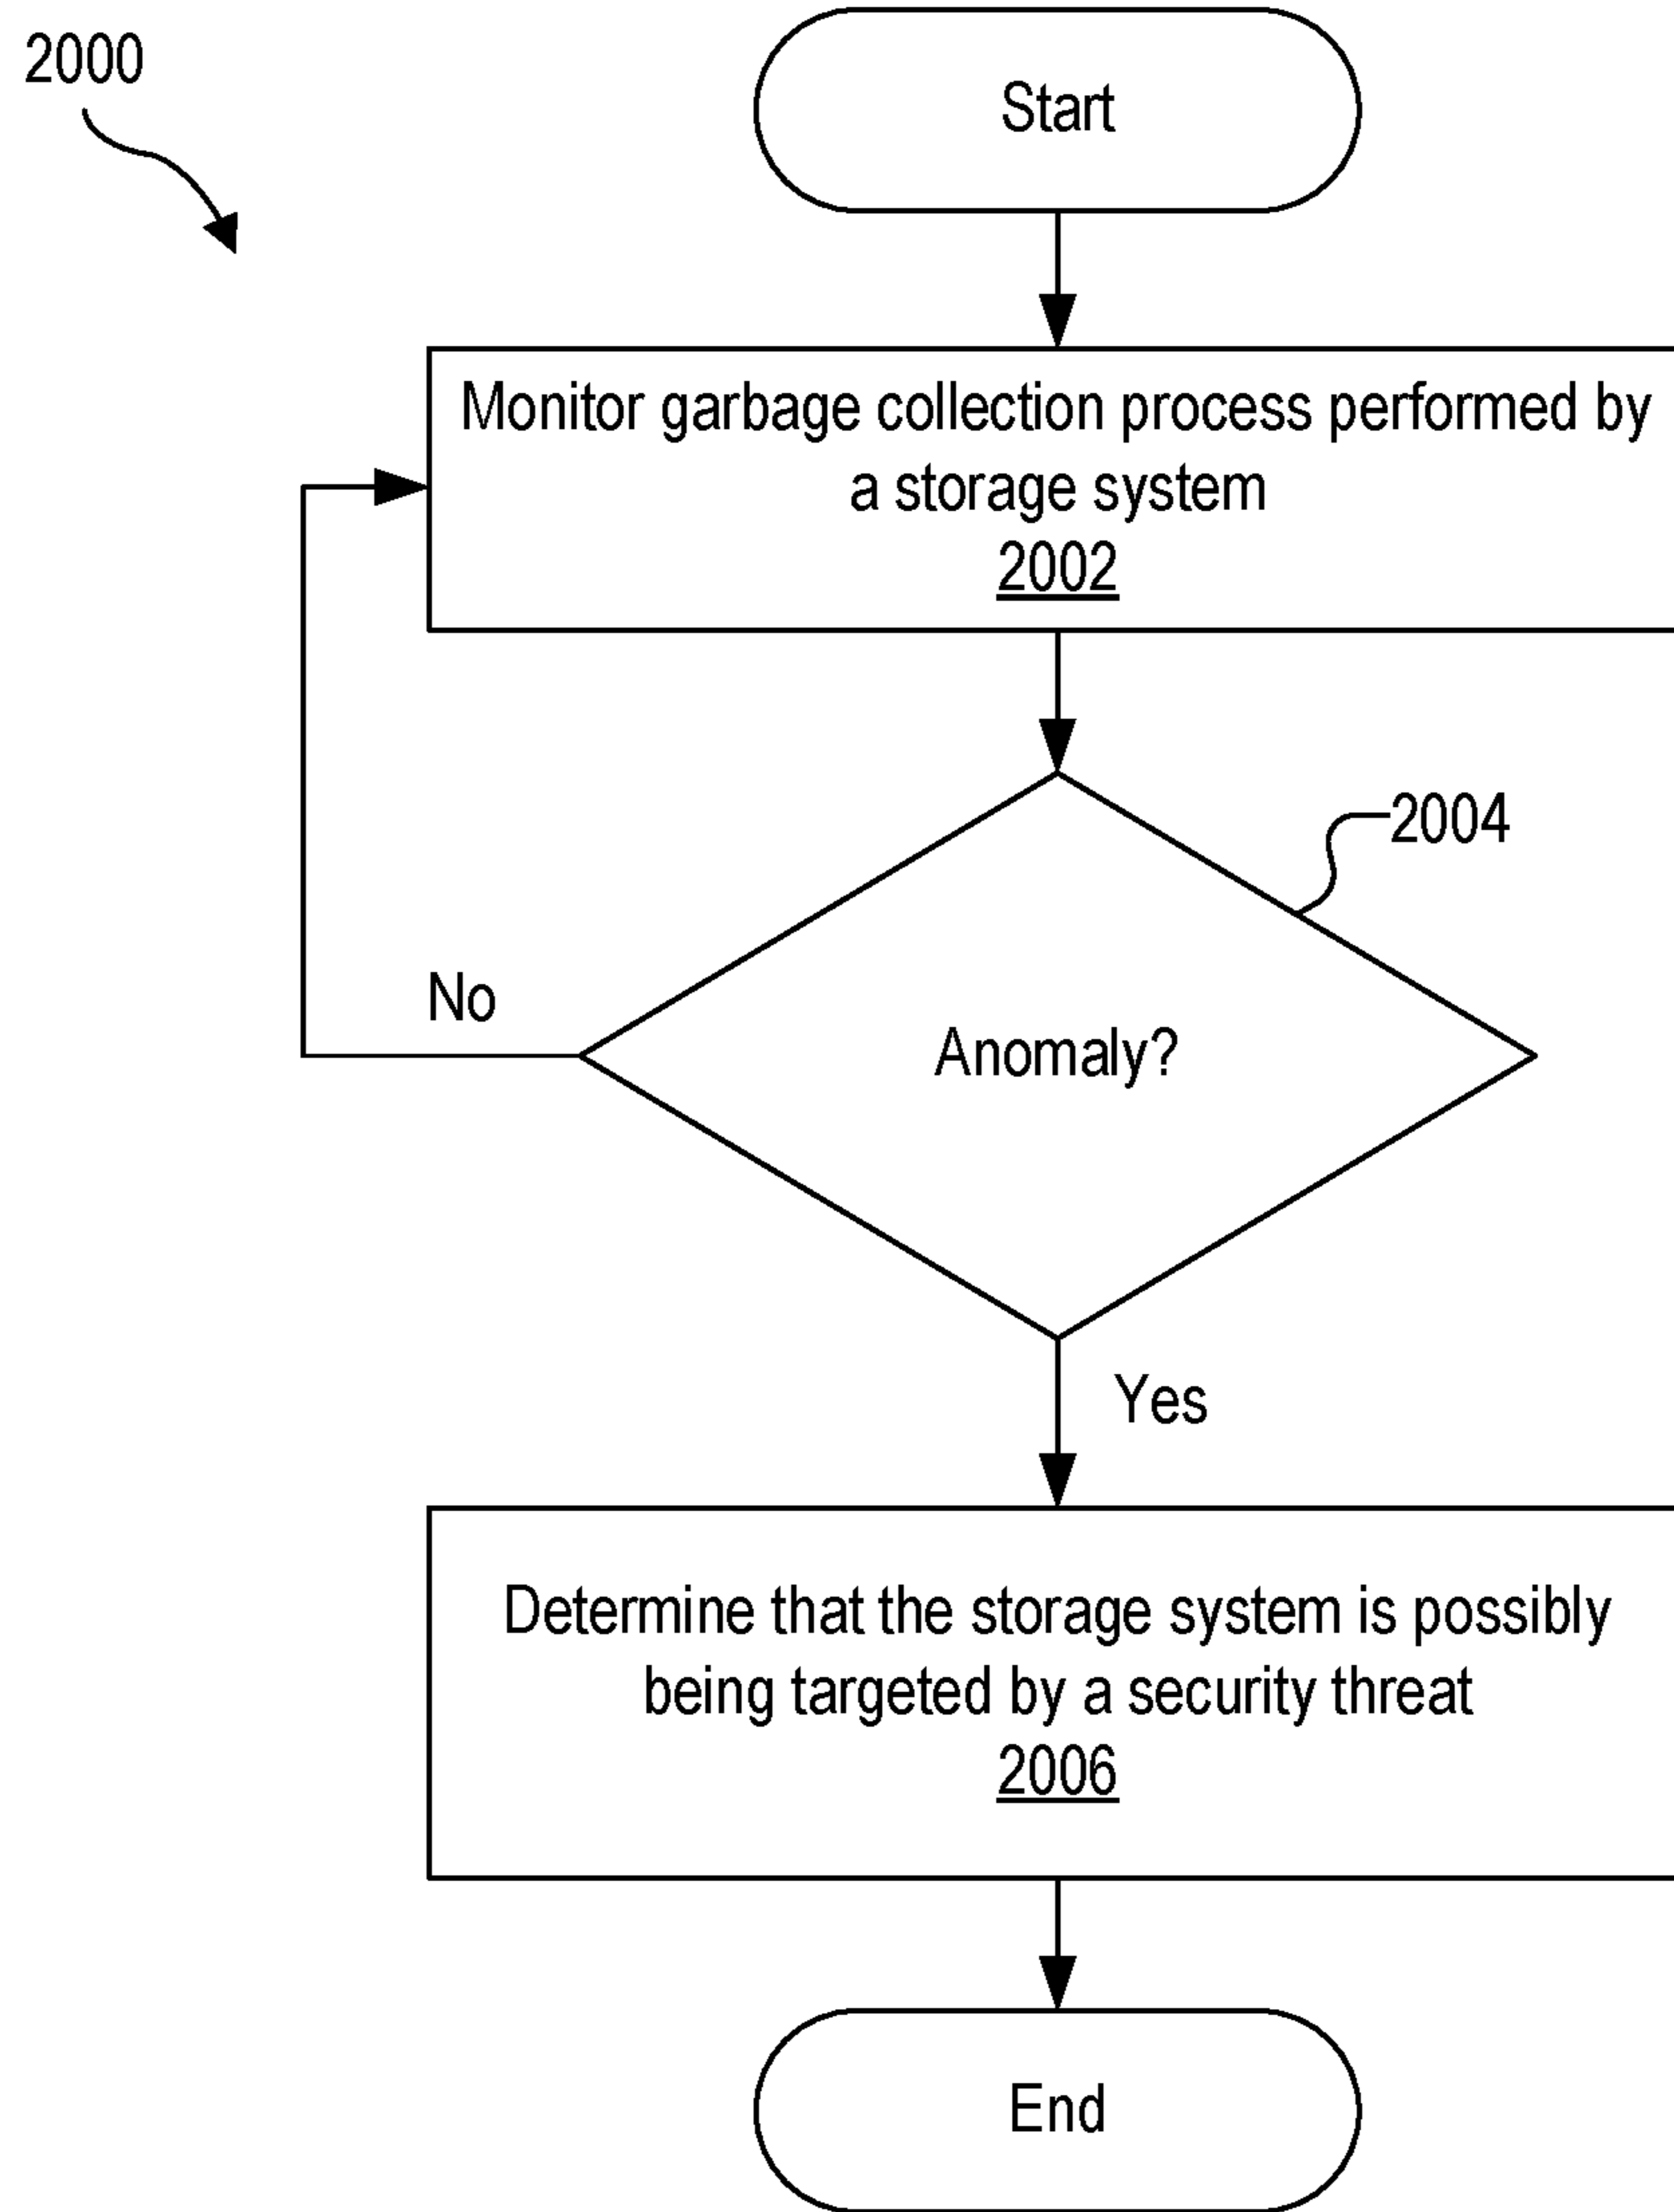 2000
Start
Monitor garbage collection process performed by
a storage system
2002
2004
Anomaly?
No
Yes
Determine that the storage system is possibly
being targeted by a security threat
2006
End